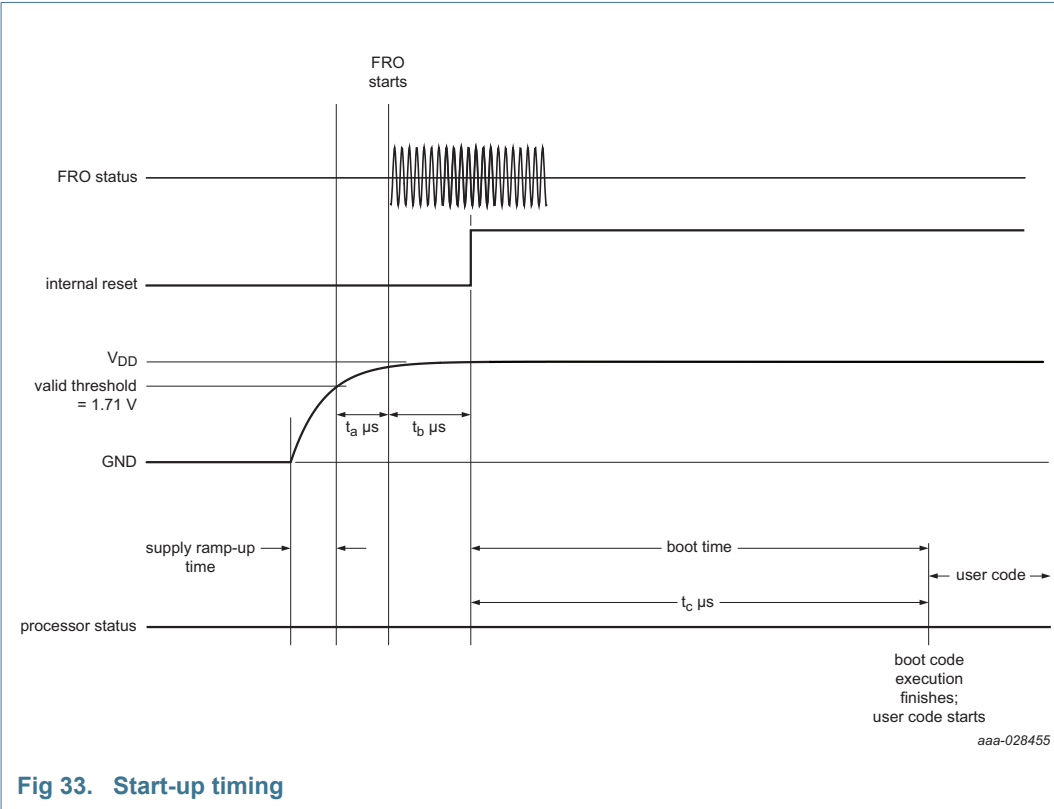 FRO
starts
FRO status
internal reset
VDD
valid threshold
= 1.71 V
ta µs
tb µs
GND
supply ramp-up
time
boot time
user code
tc µs
processor status
boot code
execution
finishes;
user code starts
aaa-028455
Fig 33. Start-up timing